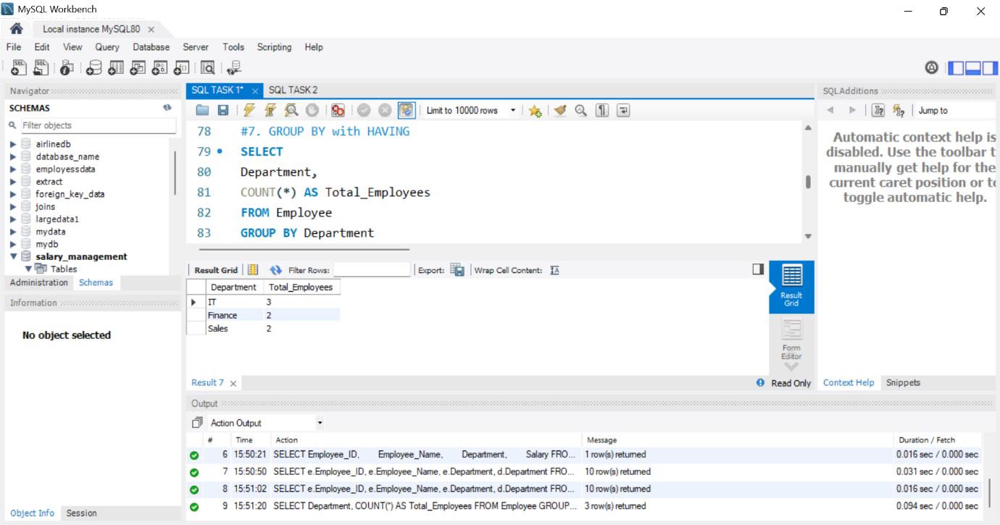 MySQL Workbench
Local instance MySQL80
File Edit View Query Database Server Tools Scripting Help
Navigator
SCHEMAS
Filter objects
airlinedb
database_name
employessdata
extract
foreign_key_data
joins
largedata1
mydata
mydb
salary_management
Tables
Administration Schemas
Information
No object selected
Object Info Session
SQL TASK 1* SQL TASK 2
Limit to 10000 rows
78 #7. GROUP BY with HAVING
79 SELECT
80 Department,
81 COUNT(*) AS Total_Employees
82 FROM Employee
83 GROUP BY Department
Result Grid Filter Rows: Export: Wrap Cell Content:
Department Total_Employees
IT 3
Finance 2
Sales 2
Result Grid
Form Editor
Result 7 Read Only
Output
Action Output
# Time Action Message Duration / Fetch
6 15:50:21 SELECT Employee_ID, Employee_Name, Department, Salary FRO... 1 row(s) returned 0.016 sec / 0.000 sec
7 15:50:50 SELECT e.Employee_ID, e.Employee_Name, e.Department, d.Department FRO... 10 row(s) returned 0.031 sec / 0.000 sec
8 15:51:02 SELECT e.Employee_ID, e.Employee_Name, e.Department, d.Department FRO... 10 row(s) returned 0.016 sec / 0.000 sec
9 15:51:20 SELECT Department, COUNT(*) AS Total_Employees FROM Employee GROUP... 3 row(s) returned 0.094 sec / 0.000 sec
SQLAdditions
Jump to
Automatic context help is
disabled. Use the toolbar t
manually get help for the
current caret position or to
toggle automatic help.
Context Help Snippets